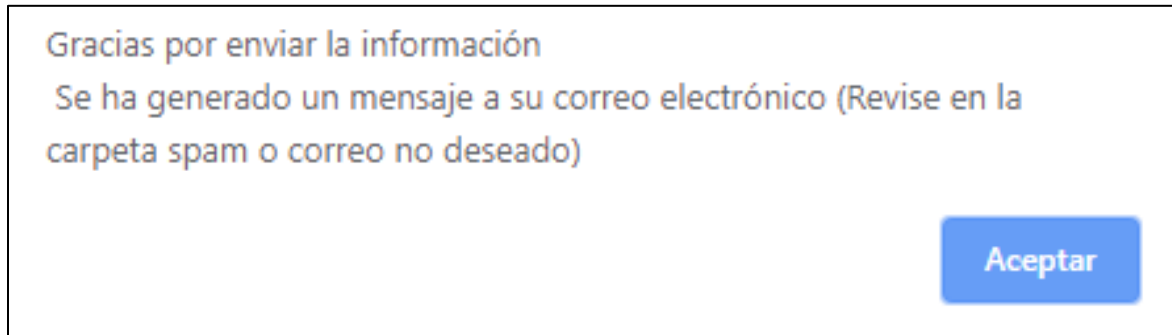 Gracias por enviar la información
Se ha generado un mensaje a su correo electrónico (Revise en la
carpeta spam o correo no deseado)
Aceptar